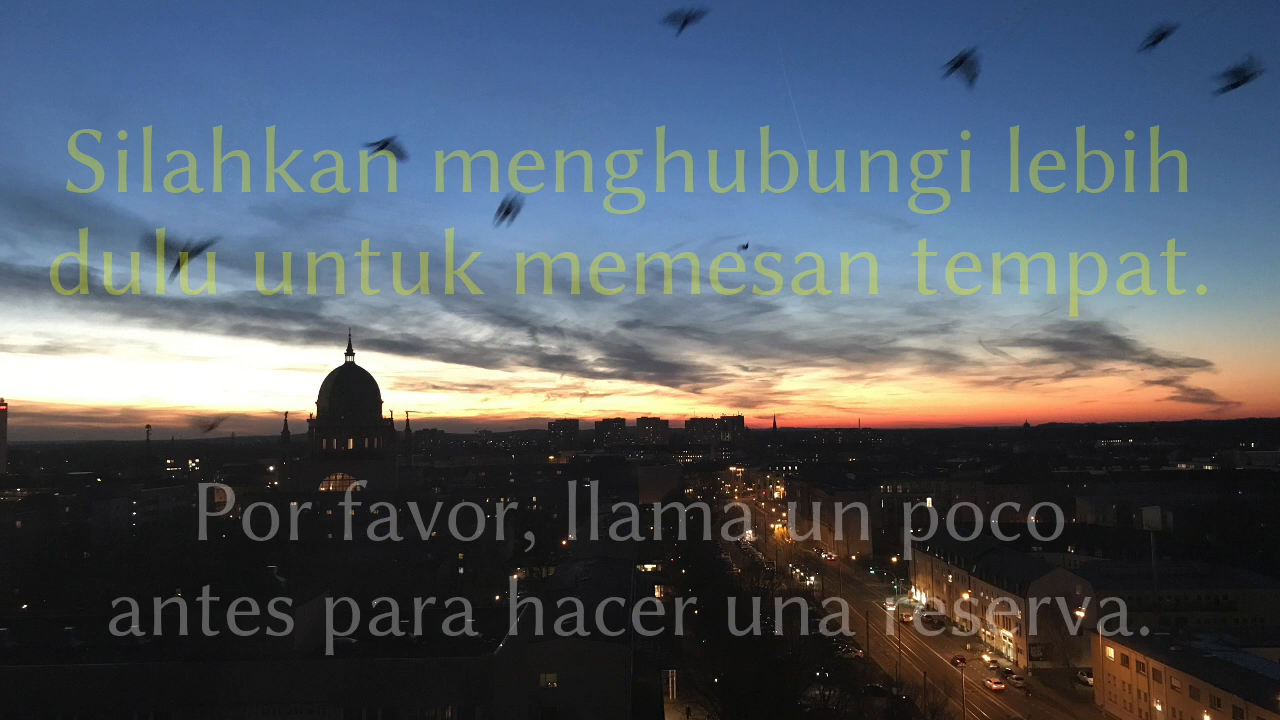 Silahkan menghubungi lebih
dulu untuk memesan tempat.
Por favor, llama un poco
antes para hacer una reserva.